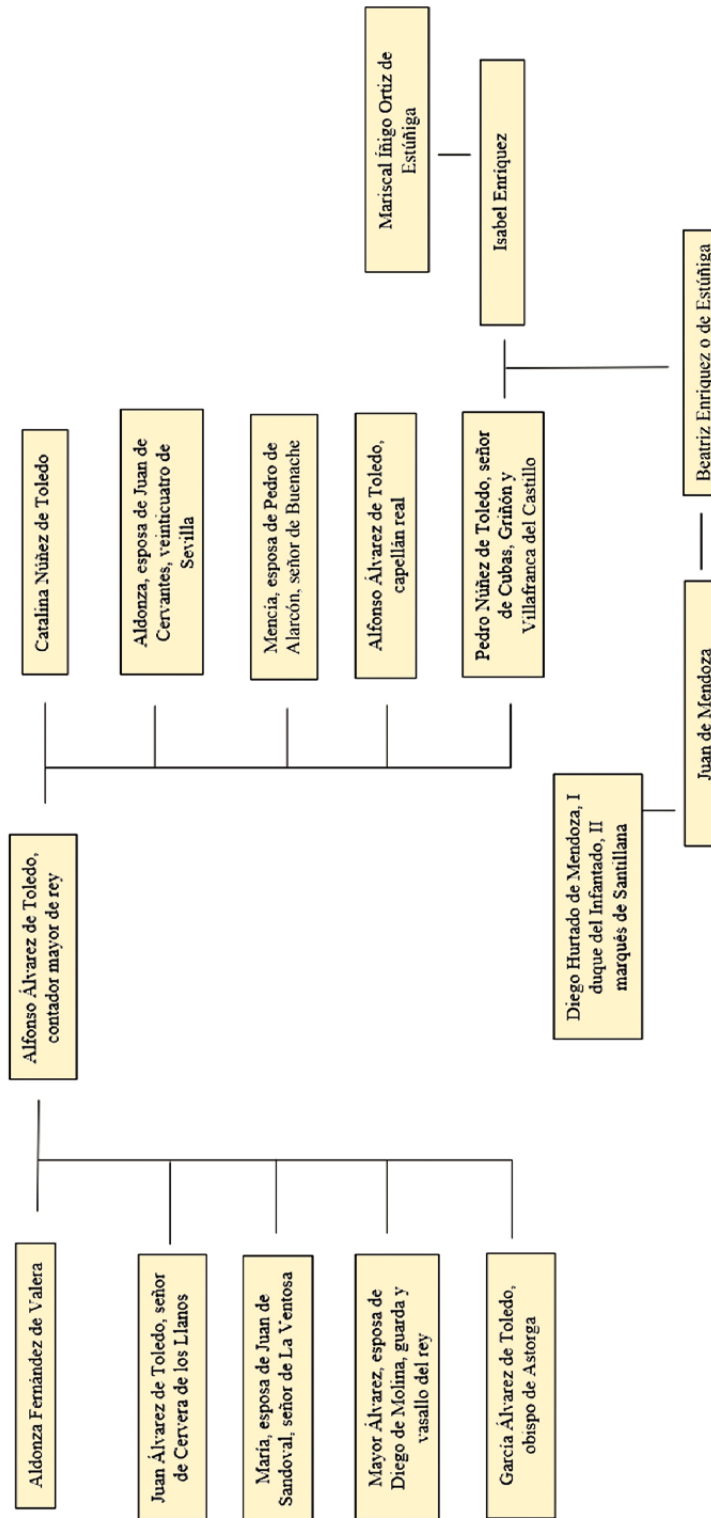 Aldonza Fernández de Valera
Alfonso Álvarez de Toledo,
contador mayor de rey
Catalina Núñez de Toledo
Juan Álvarez de Toledo, señor
de Cervera de los Llanos
Aldonza, esposa de Juan de
Cervantes, veinticuatro de
Sevilla
María, esposa de Juan de
Sandoval, señor de La Ventosa
Mencía, esposa de Pedro de
Alarcón, señor de Buenache
Mayor Álvarez, esposa de
Diego de Molina, guarda y
vasallo del rey
Alfonso Álvarez de Toledo,
capellán real
Mariscal Íñigo Ortiz de
Estúñiga
García Álvarez de Toledo,
obispo de Astorga
Pedro Núñez de Toledo, señor
de Cubas, Griñón y
Villafranca del Castillo
Isabel Enriquez
Diego Hurtado de Mendoza, I
duque del Infantado, II
marqués de Santillana
Juan de Mendoza
Beatriz Enriquez o de Estúñiga